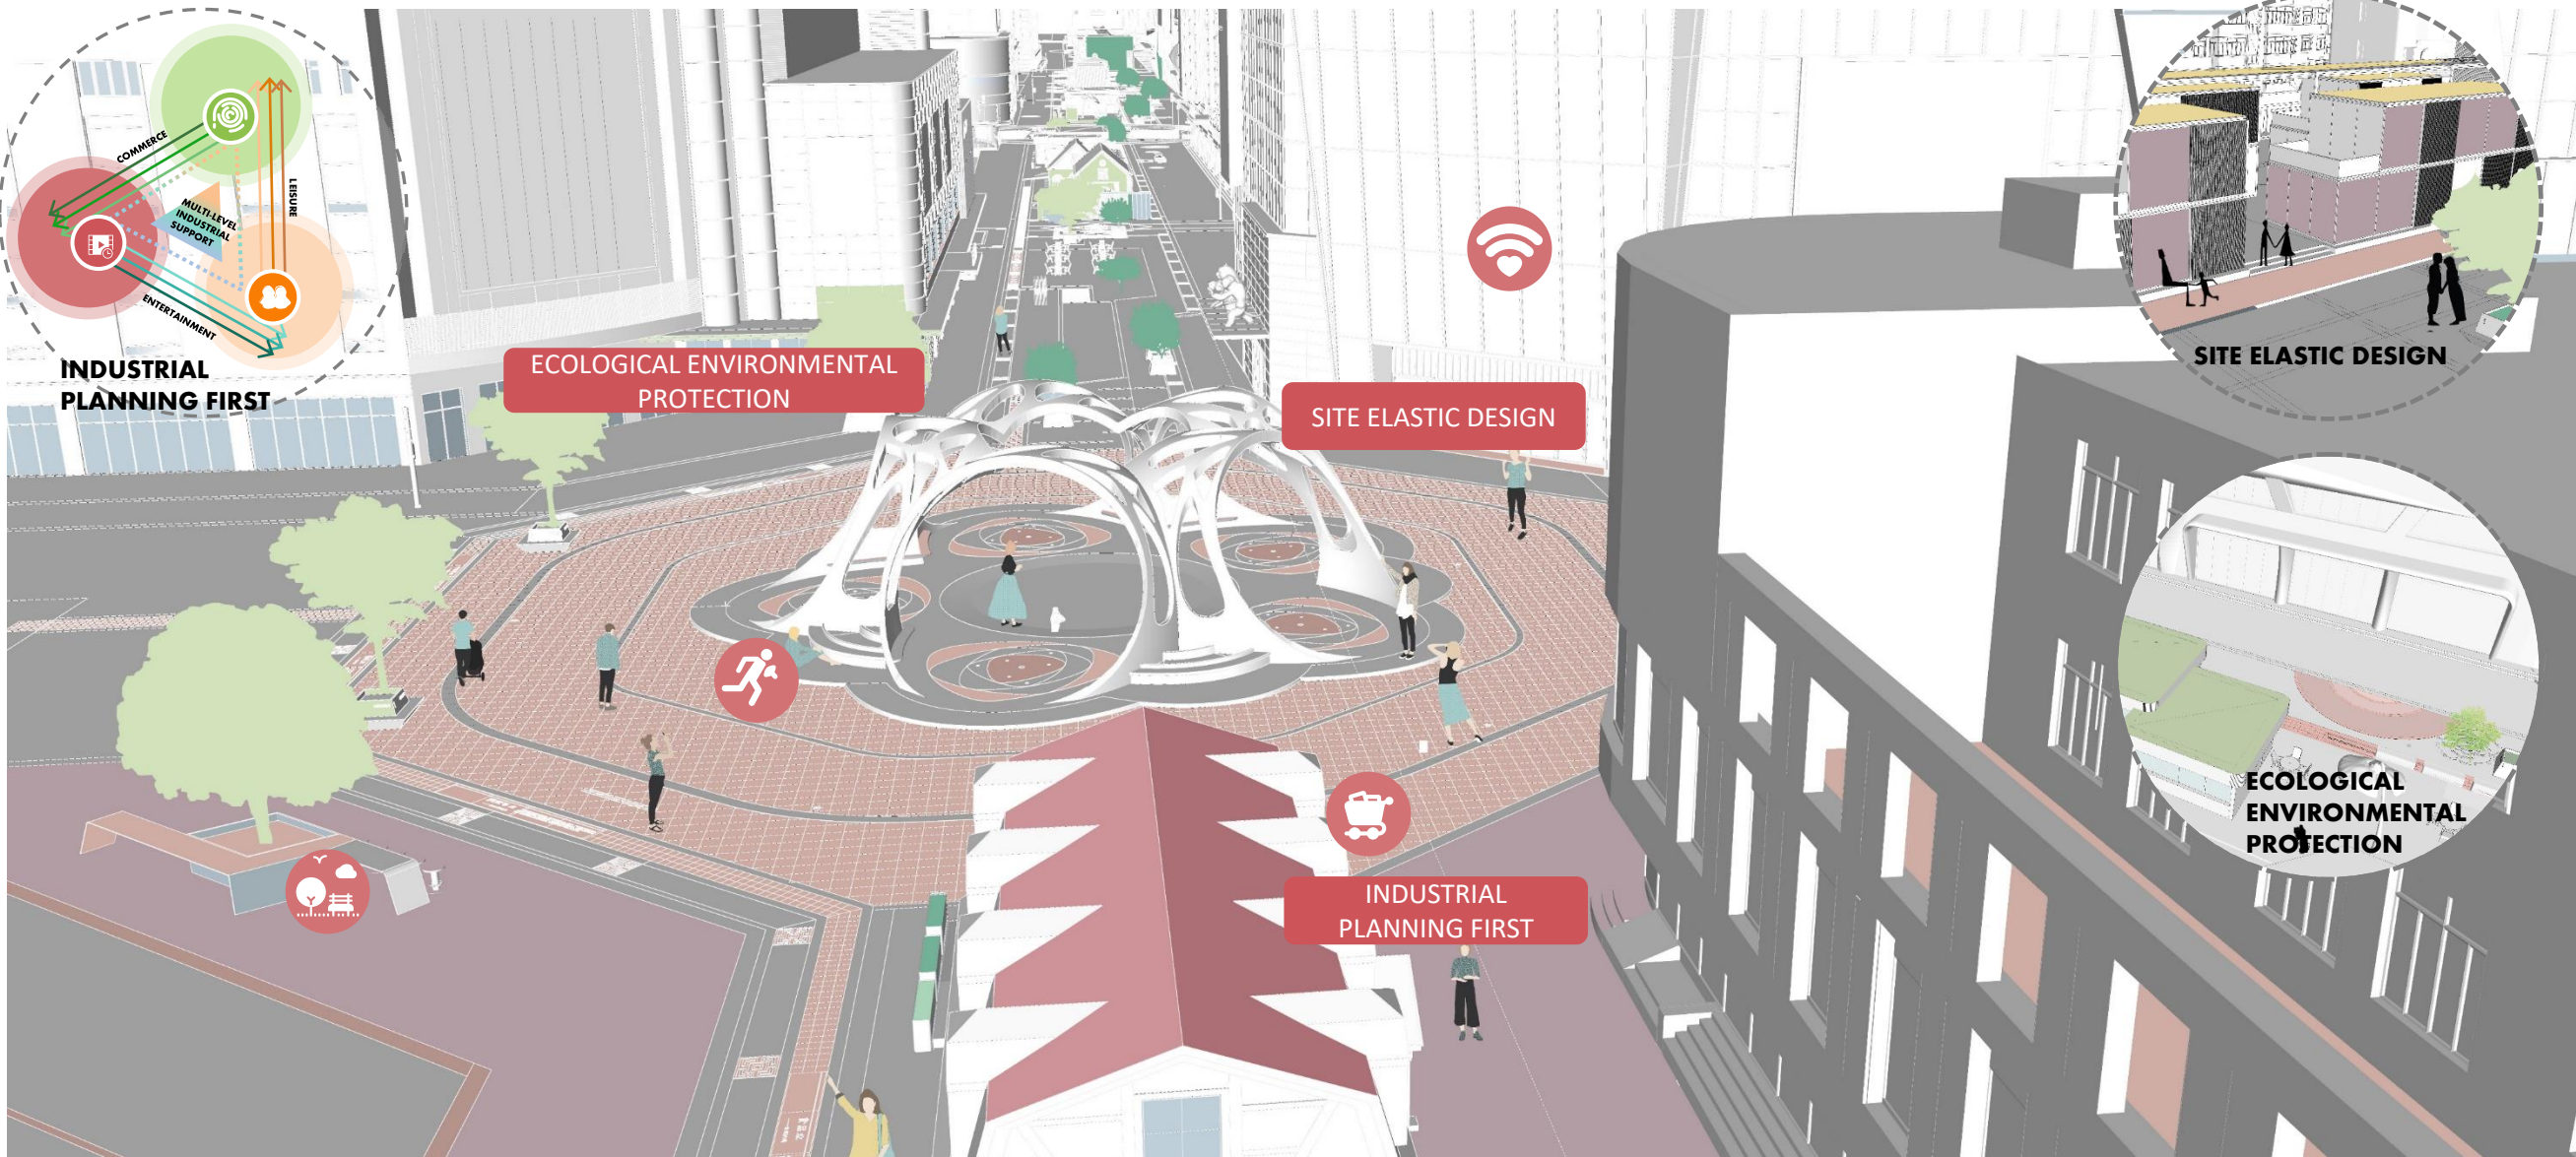 COMMERCE
LEISURE
MULTI-LEVEL
INDUSTRIAL
SUPPORT
ENTERTAINMENT
INDUSTRIAL
PLANNING FIRST
ECOLOGICAL ENVIRONMENTAL
PROTECTION
SITE ELASTIC DESIGN
SITE ELASTIC DESIGN
ECOLOGICAL
ENVIRONMENTAL
PROTECTION
INDUSTRIAL
PLANNING FIRST